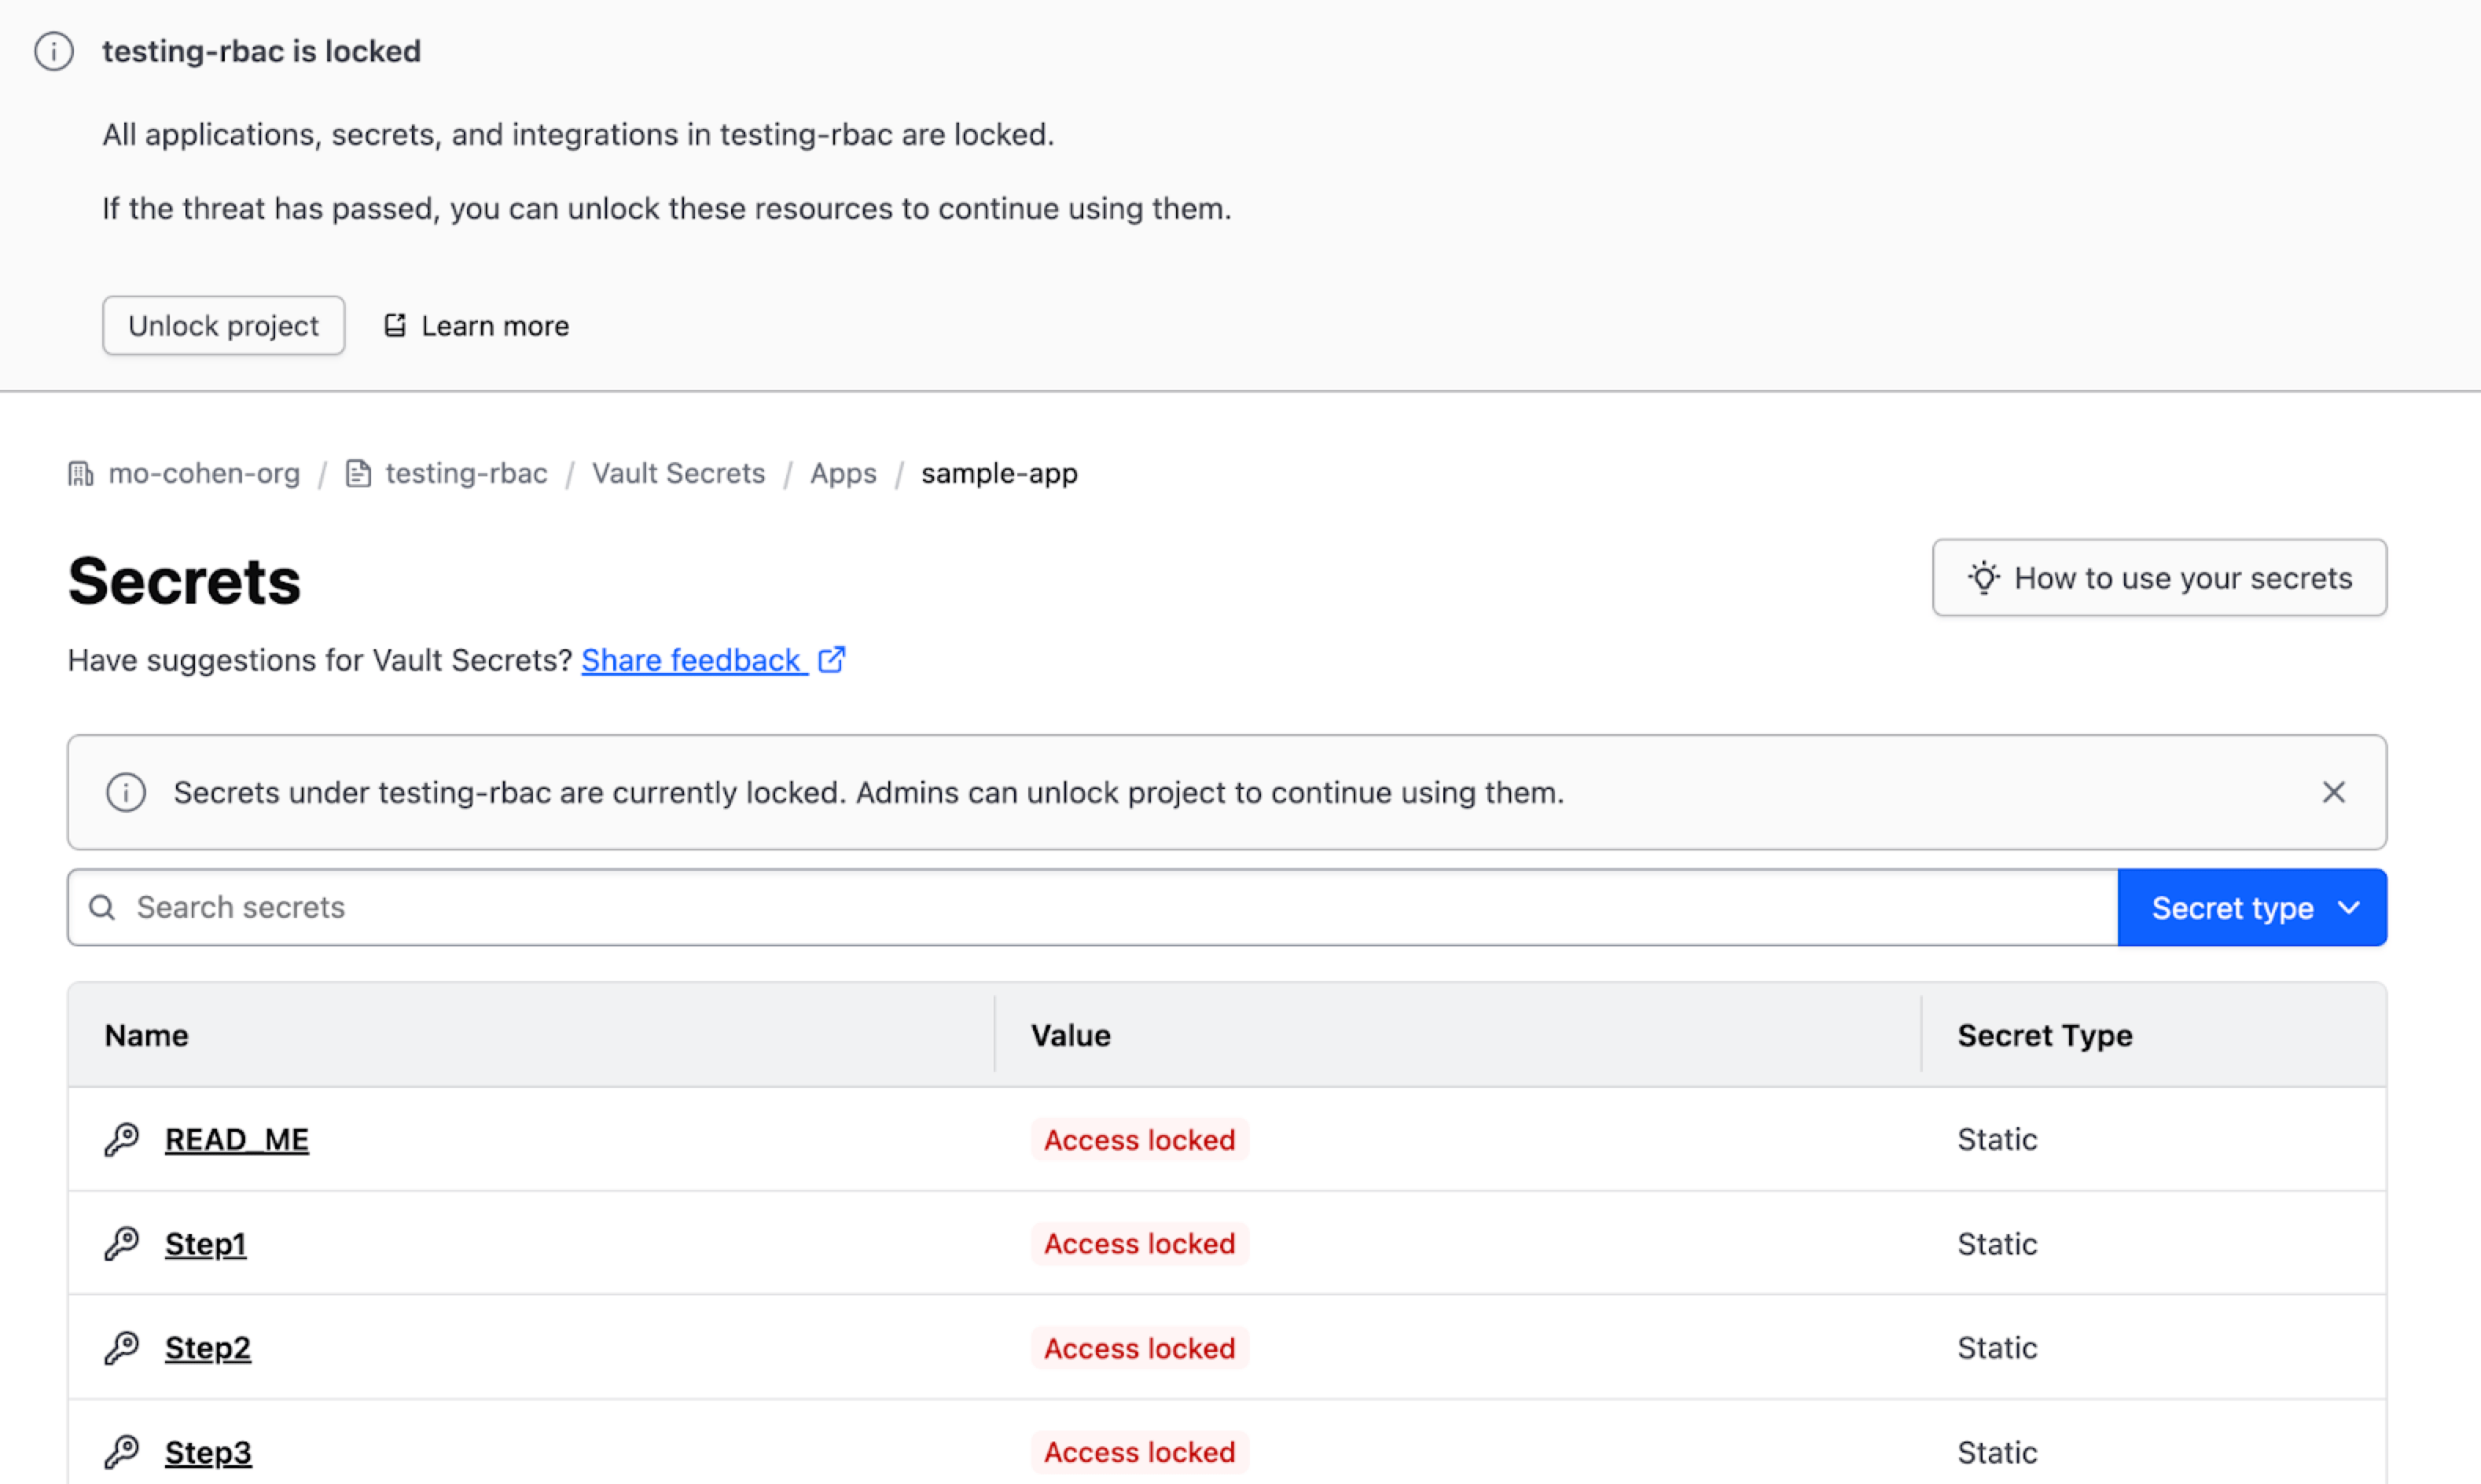 testing-rbac is locked
All applications, secrets, and integrations in testing-rbac are locked.
If the threat has passed, you can unlock these resources to continue using them.
Unlock project Learn more
mo-cohen-org / testing-rbac / Vault Secrets / Apps / sample-app
Secrets
How to use your secrets
Have suggestions for Vault Secrets? Share feedback
Secrets under testing-rbac are currently locked. Admins can unlock project to continue using them.
Search secrets Secret type
Name Value Secret Type
READ_ME Access locked Static
Step1 Access locked Static
Step2 Access locked Static
Step3 Access locked Static